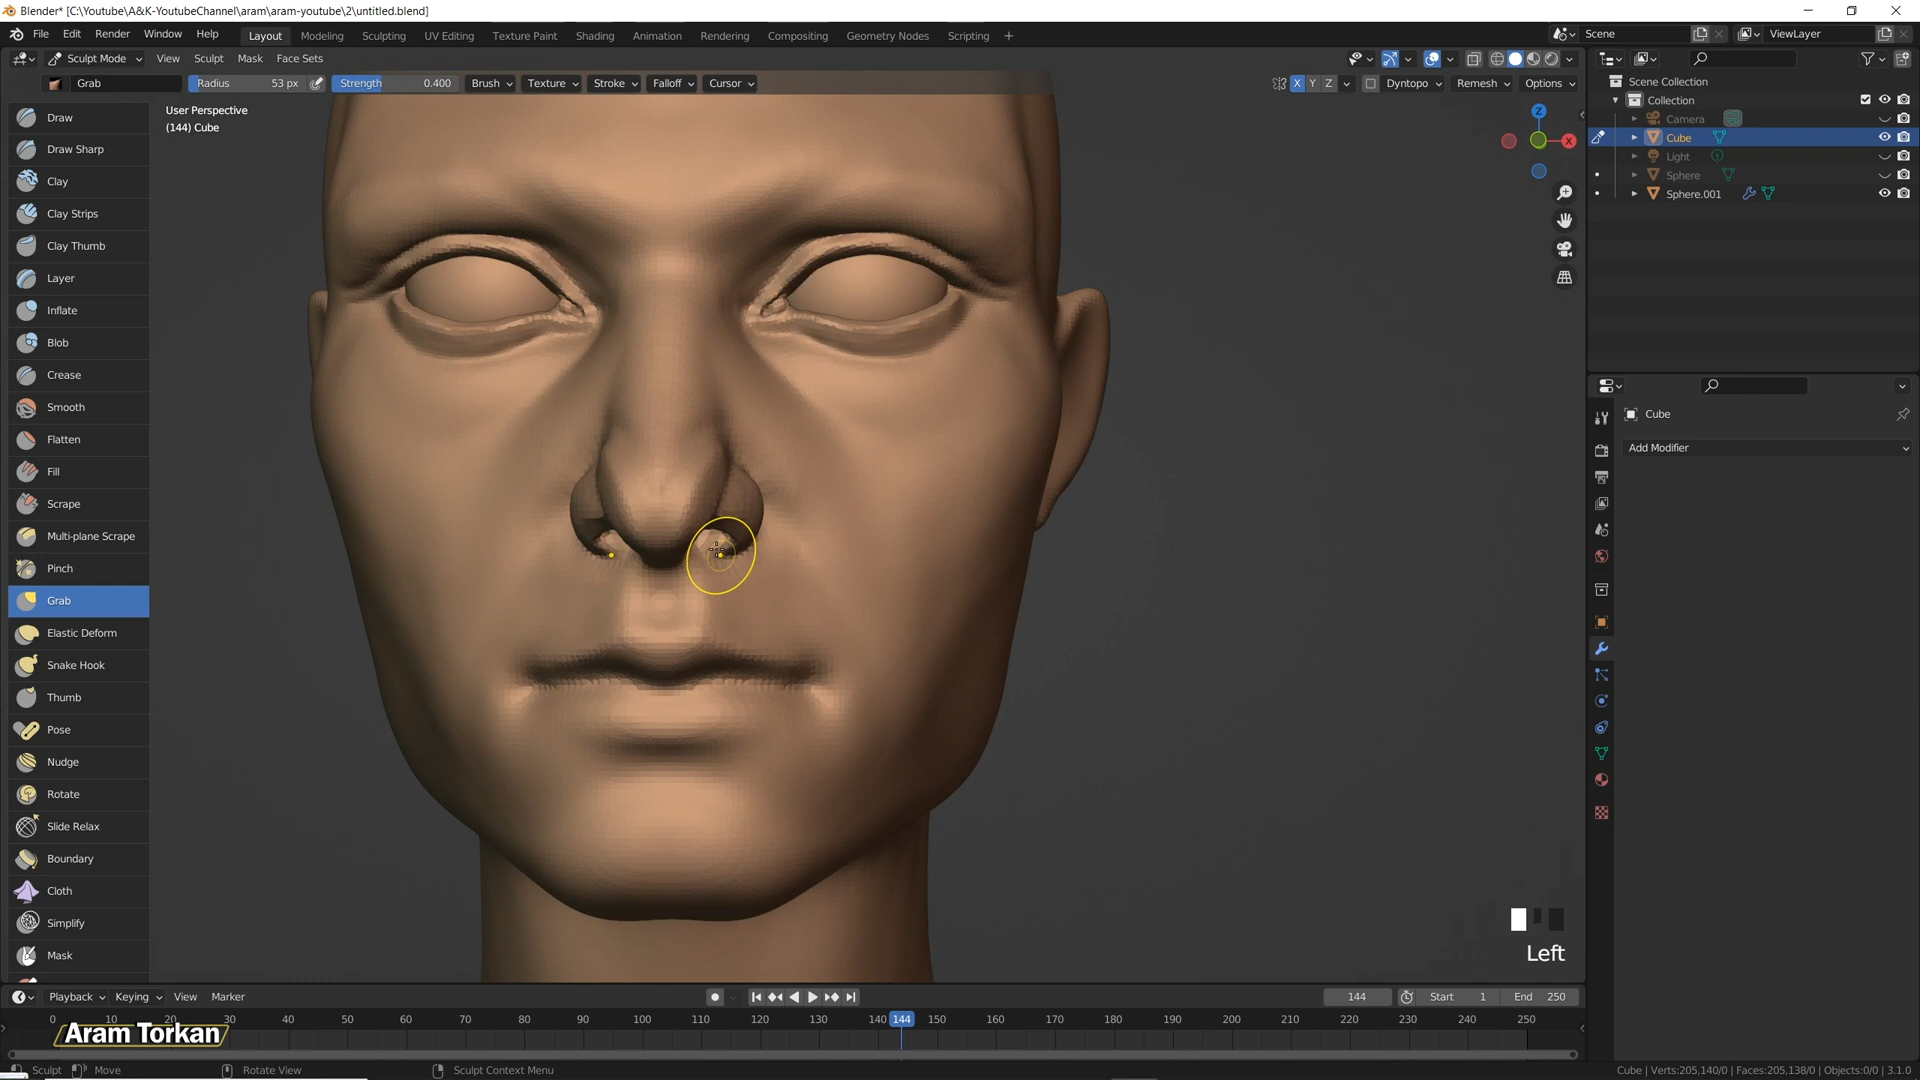 Blender* [C:\Youtube\A&K-YoutubeChannel\aram\aram-youtube\2\untitled.blend]
File Edit Render Window Help Layout Modeling Sculpting UV Editing Texture Paint Shading Animation Rendering Compositing Geometry Nodes Scripting + Scene ViewLayer
Sculpt Mode View Sculpt Mask Face Sets
Grab Radius 53 px Strength 0.400 Brush Texture Stroke Falloff Cursor X Y Z Dyntopo Remesh Options
User Perspective
(144) Cube
Draw
Draw Sharp
Clay
Clay Strips
Clay Thumb
Layer
Inflate
Blob
Crease
Smooth
Flatten
Fill
Scrape
Multi-plane Scrape
Pinch
Grab
Elastic Deform
Snake Hook
Thumb
Pose
Nudge
Rotate
Slide Relax
Boundary
Cloth
Simplify
Mask
Z
X
Left
Scene Collection
Collection
Camera
Cube
Light
Sphere
Sphere.001
Cube
Add Modifier
Playback Keying View Marker 144 Start 1 End 250
0 10 20 30 40 50 60 70 80 90 100 110 120 130 140 144 150 160 170 180 190 200 210 220 230 240 250
Aram Torkan
Sculpt Move Rotate View Sculpt Context Menu Cube | Verts:205,140/0 | Faces:205,138/0 | Objects:0/0 | 3.1.0